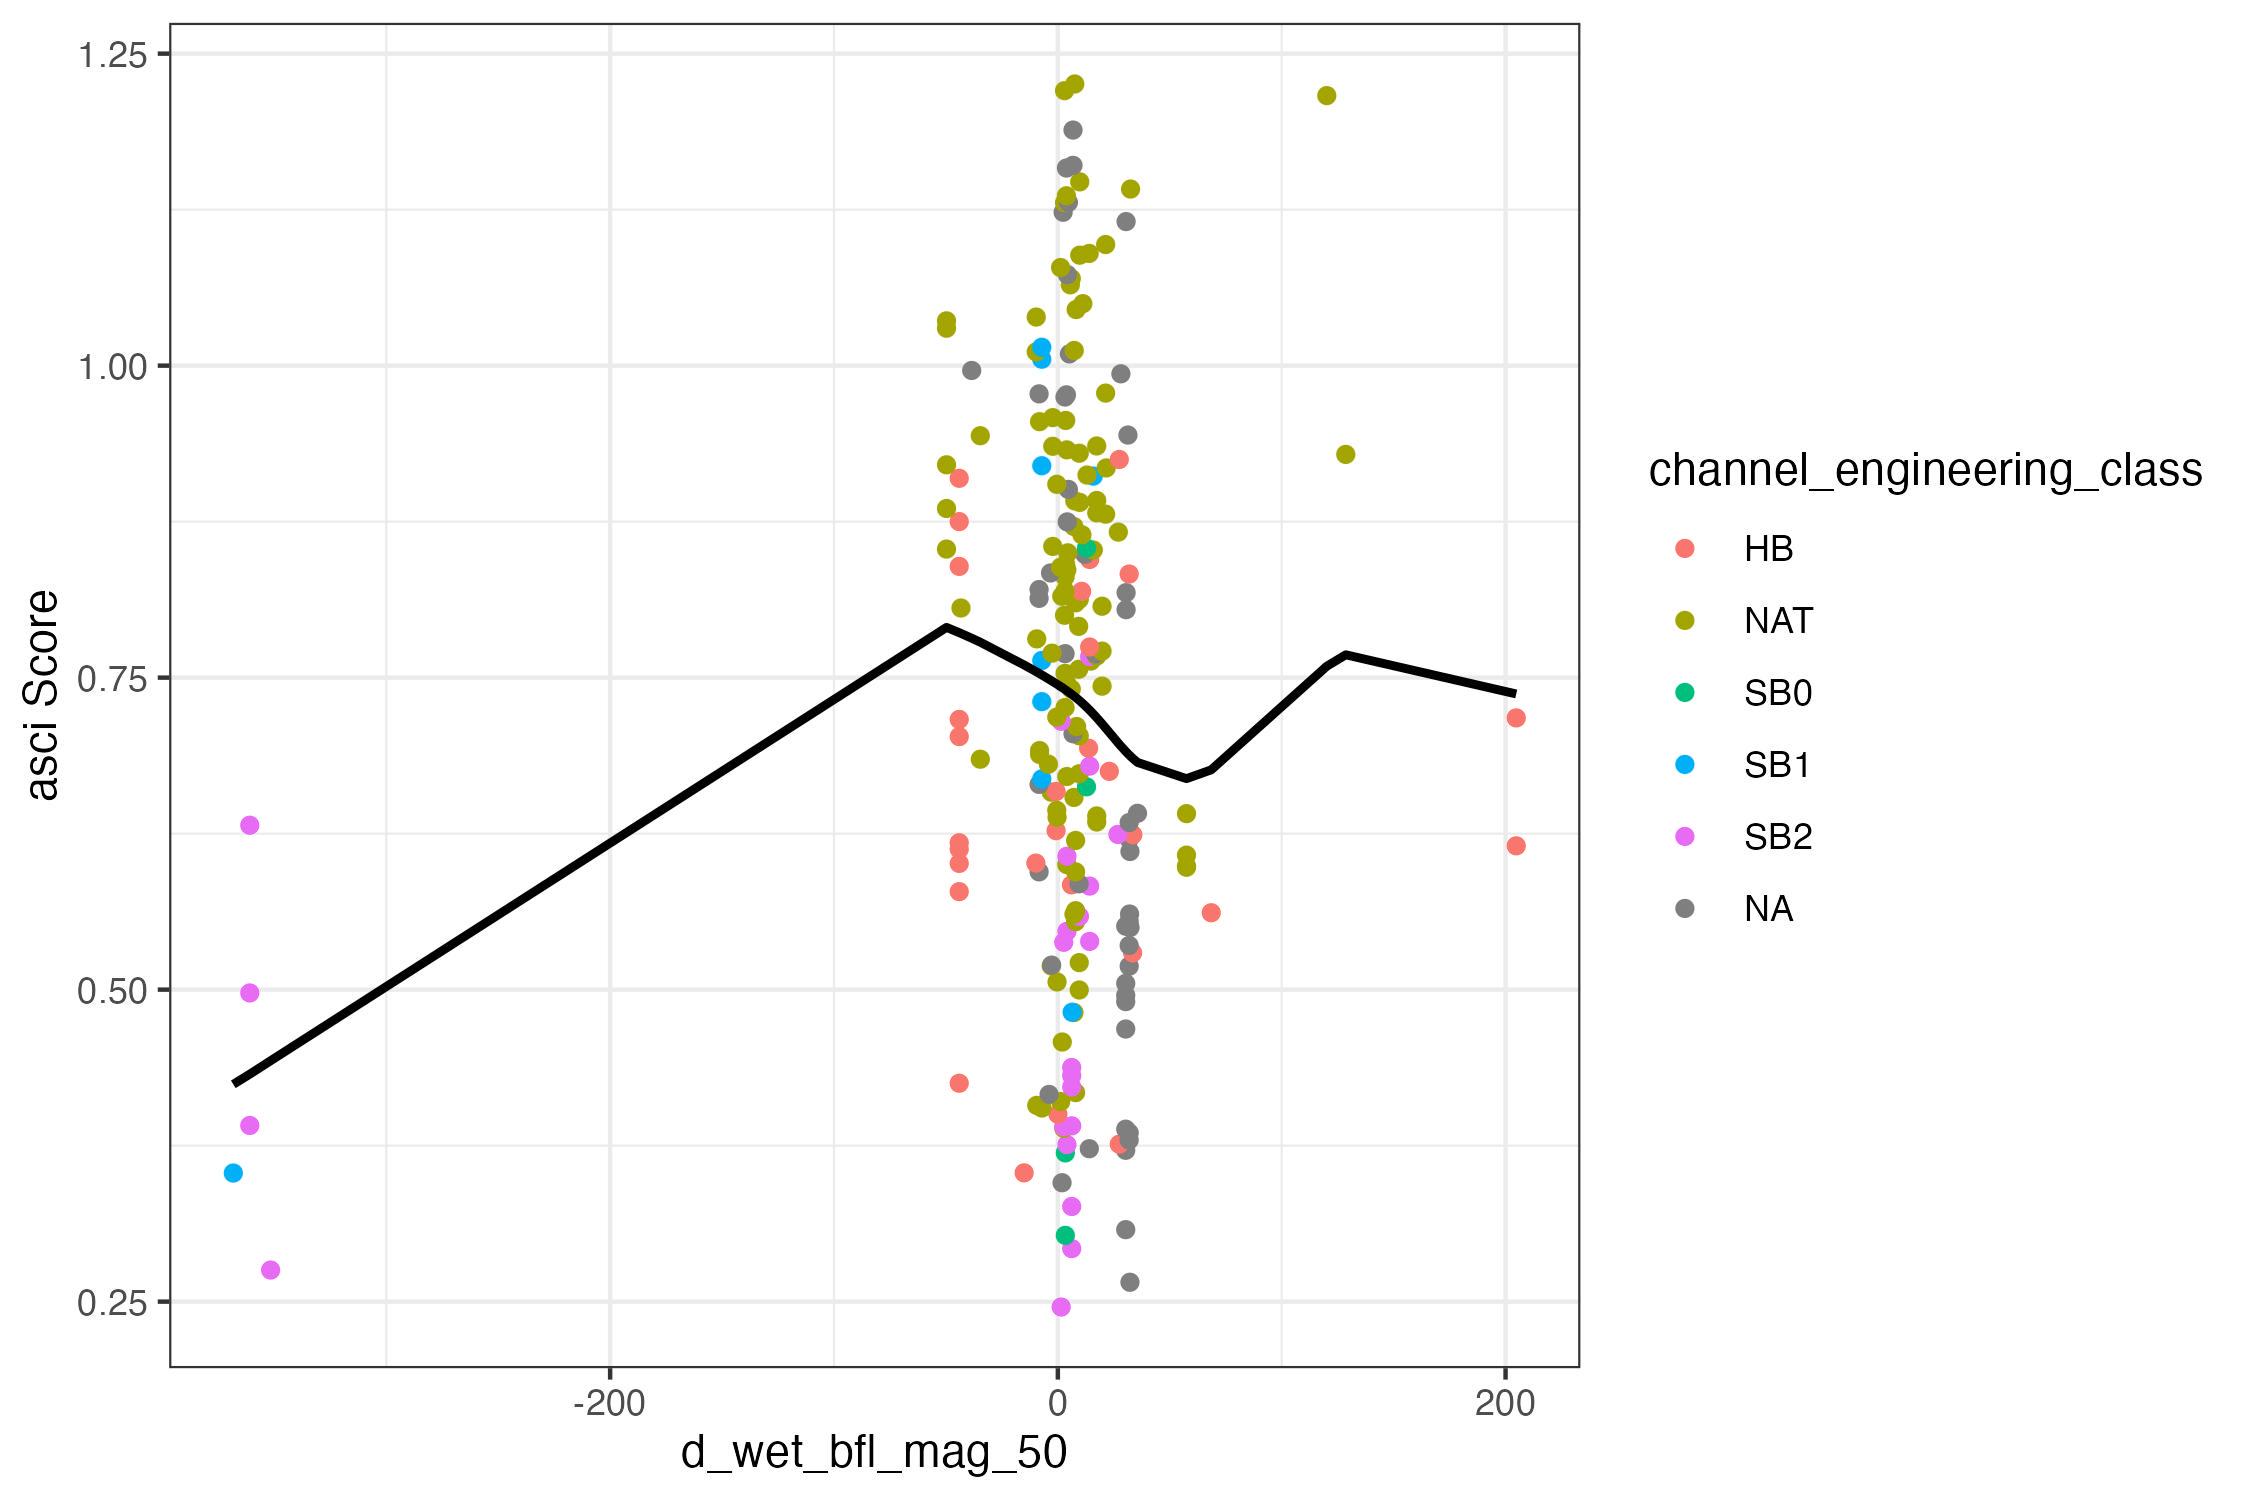 1.25
1.00
0.75
0.50
0.25
asci Score
-200
0
200
d_wet_bfl_mag_50
channel_engineering_class
HB
NAT
SB0
SB1
SB2
NA